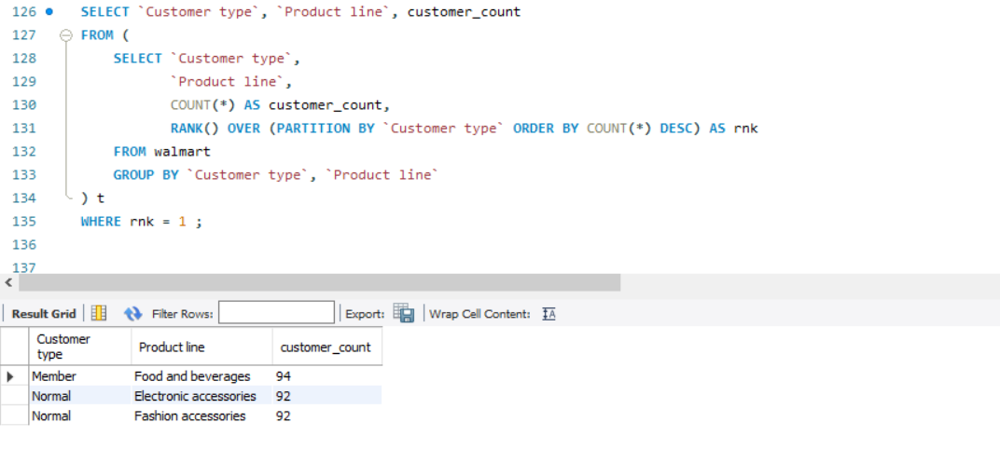 126 SELECT `Customer type`, `Product line`, customer_count
127 FROM (
128 SELECT `Customer type`,
129 `Product line`,
130 COUNT(*) AS customer_count,
131 RANK() OVER (PARTITION BY `Customer type` ORDER BY COUNT(*) DESC) AS rnk
132 FROM walmart
133 GROUP BY `Customer type`, `Product line`
134 ) t
135 WHERE rnk = 1 ;
136
137
Result Grid Filter Rows: Export: Wrap Cell Content: IA
Customer type Product line customer_count
Member Food and beverages 94
Normal Electronic accessories 92
Normal Fashion accessories 92